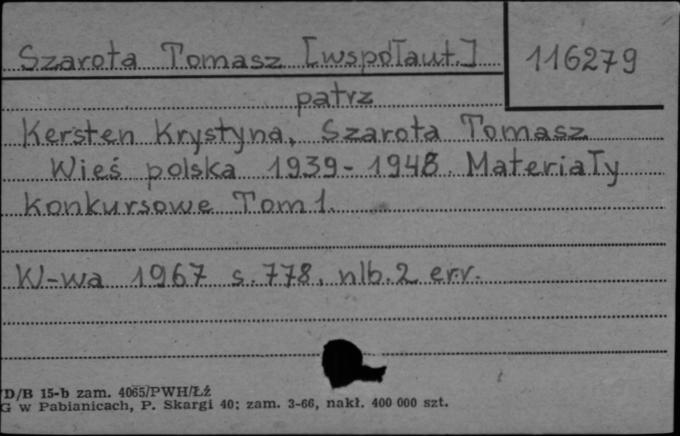 Szarota Tomasz [współaut.]
116279
patrz
Kersten Krystyna, Szarota Tomasz
Wieś polska 1939-1948. Materiały
konkursowe Tom 1.
W-wa 1967 s. 778, nlb. 2 err.
D/B 15-b zam. 4065/PWH/ŁŹ
G w Pabianicach, P. Skargi 40; zam. 3-66, nakł. 400 000 szt.